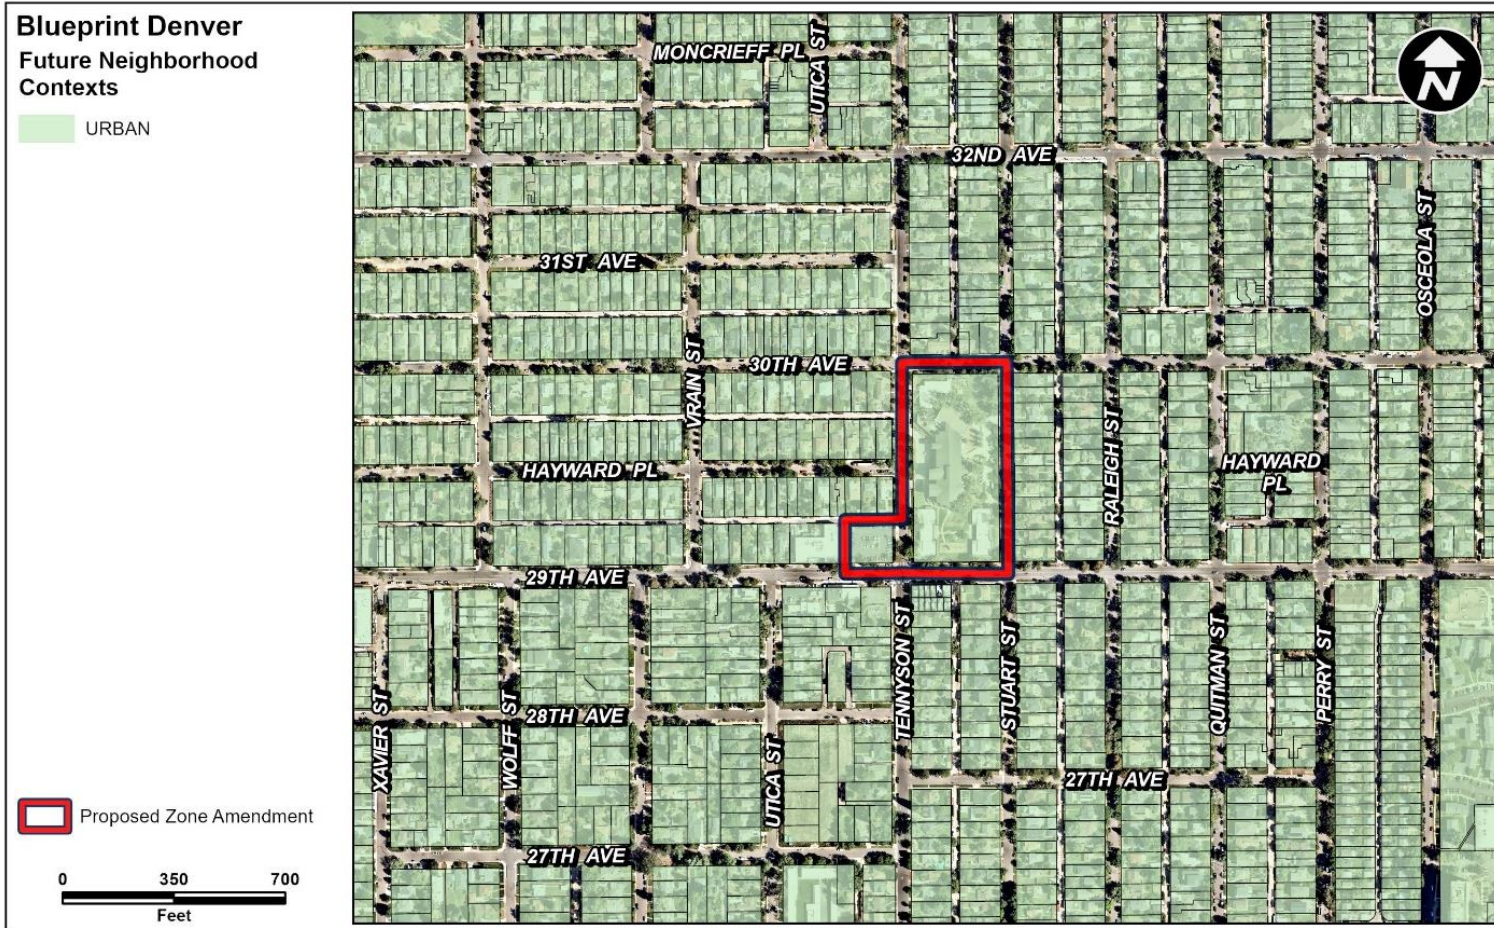 Blueprint Denver
Future Neighborhood
Contexts
URBAN
MONCRIEFF PL
UTICA ST
N
32ND AVE
OSCEOLA ST
31ST AVE
VRAIN ST
30TH AVE
RALEIGH ST
HAYWARD PL
HAYWARD
PL
29TH AVE
TENNYSON ST
STUART ST
QUITMAN ST
PERRY ST
XAVIER ST
WOLFF ST
28TH AVE
UTICA ST
27TH AVE
27TH AVE
Proposed Zone Amendment
0 350 700
Feet